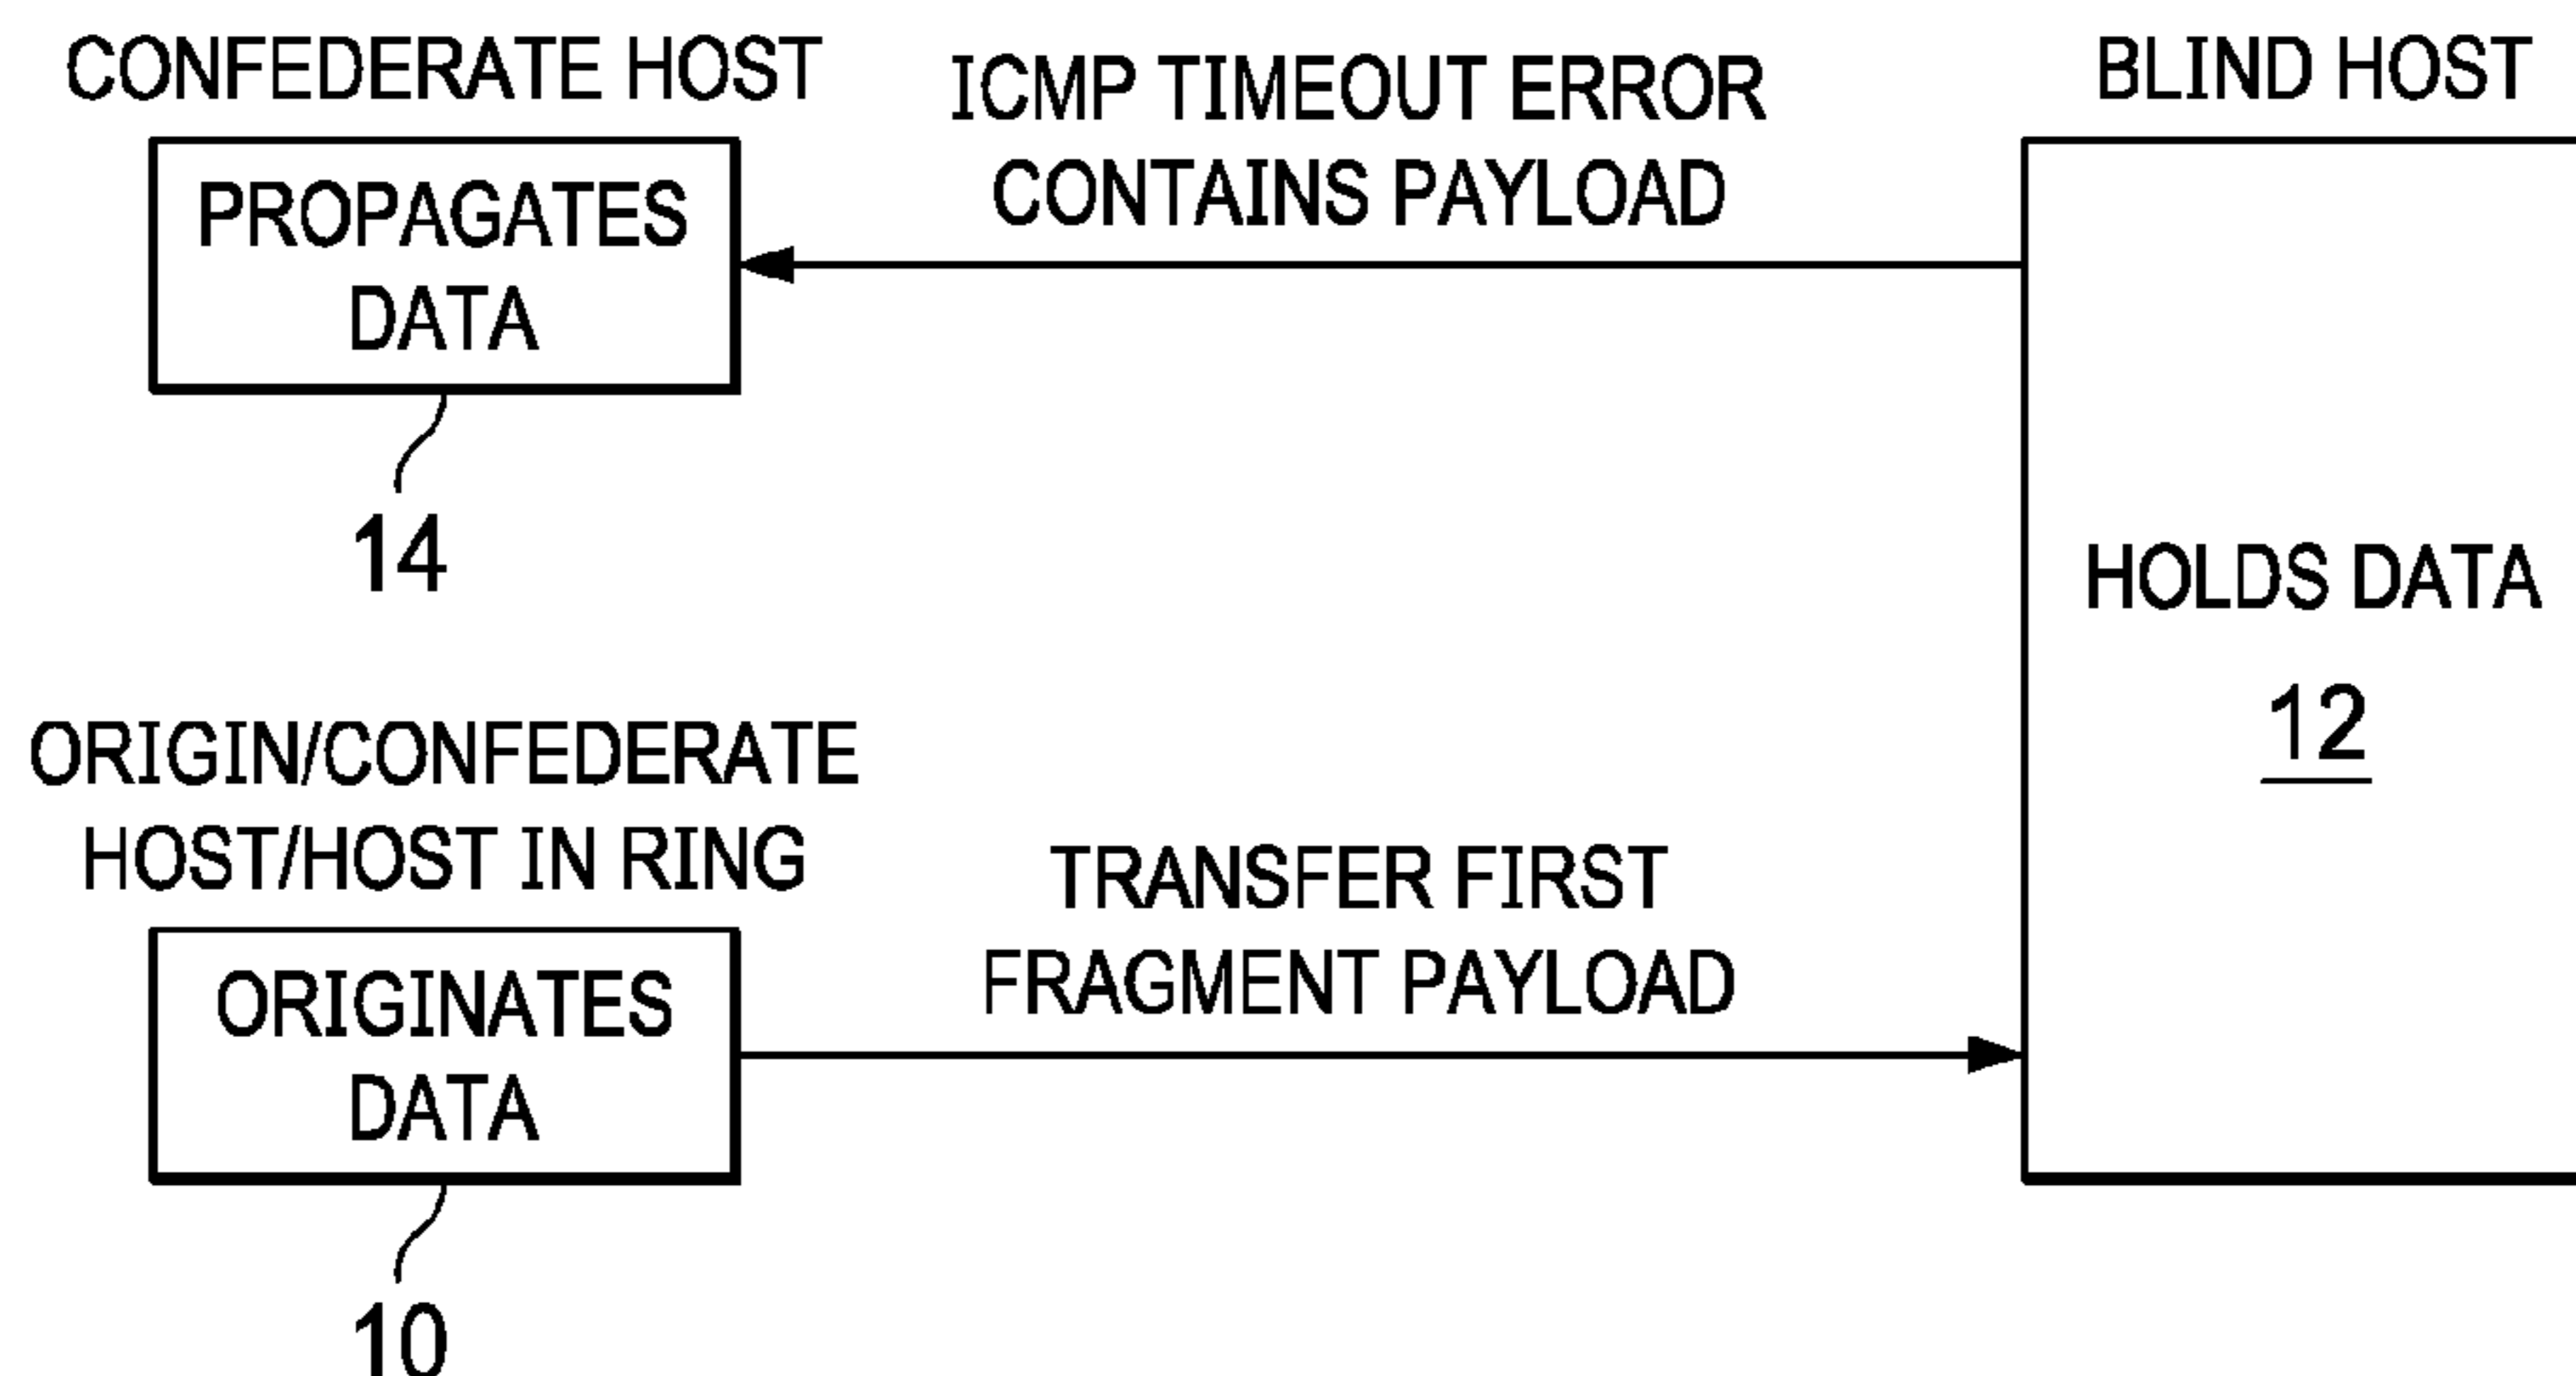 CONFEDERATE HOST
PROPAGATES
DATA
14
ICMP TIMEOUT ERROR
CONTAINS PAYLOAD
BLIND HOST
HOLDS DATA
12
ORIGIN/CONFEDERATE
HOST/HOST IN RING
ORIGINATES
DATA
10
TRANSFER FIRST
FRAGMENT PAYLOAD